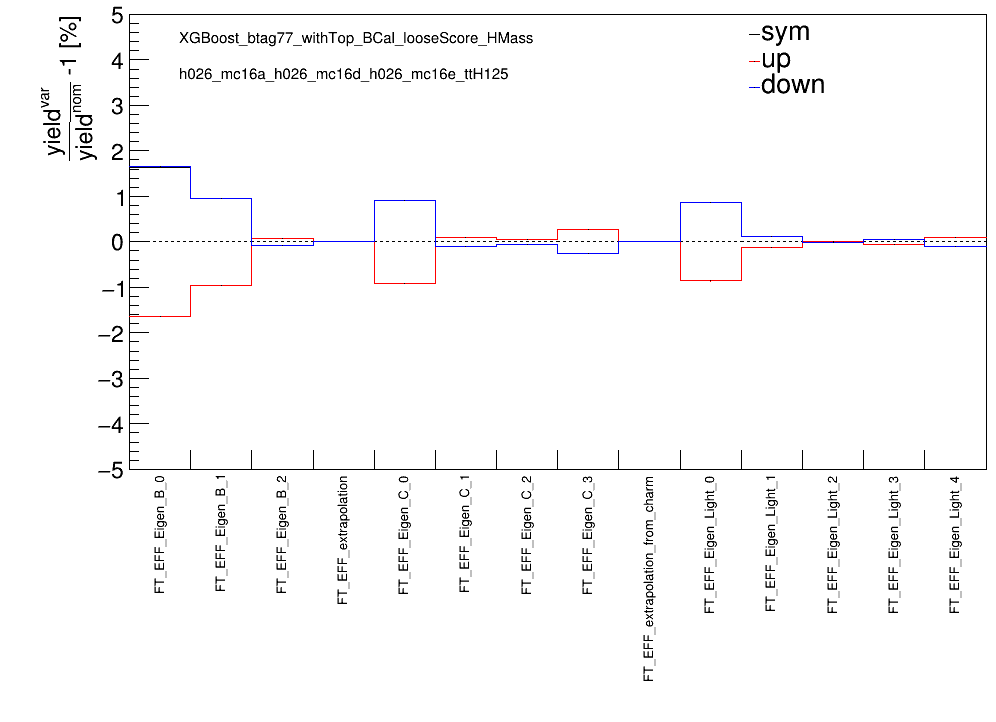 yield^var / yield^nom -1 [%]
XGBoost_btag77_withTop_BCal_looseScore_HMass
h026_mc16a_h026_mc16d_h026_mc16e_ttH125
sym
up
down
5
4
3
2
1
0
−1
−2
−3
−4
−5
FT_EFF_Eigen_B_0
FT_EFF_Eigen_B_1
FT_EFF_Eigen_B_2
FT_EFF_extrapolation
FT_EFF_Eigen_C_0
FT_EFF_Eigen_C_1
FT_EFF_Eigen_C_2
FT_EFF_Eigen_C_3
FT_EFF_extrapolation_from_charm
FT_EFF_Eigen_Light_0
FT_EFF_Eigen_Light_1
FT_EFF_Eigen_Light_2
FT_EFF_Eigen_Light_3
FT_EFF_Eigen_Light_4